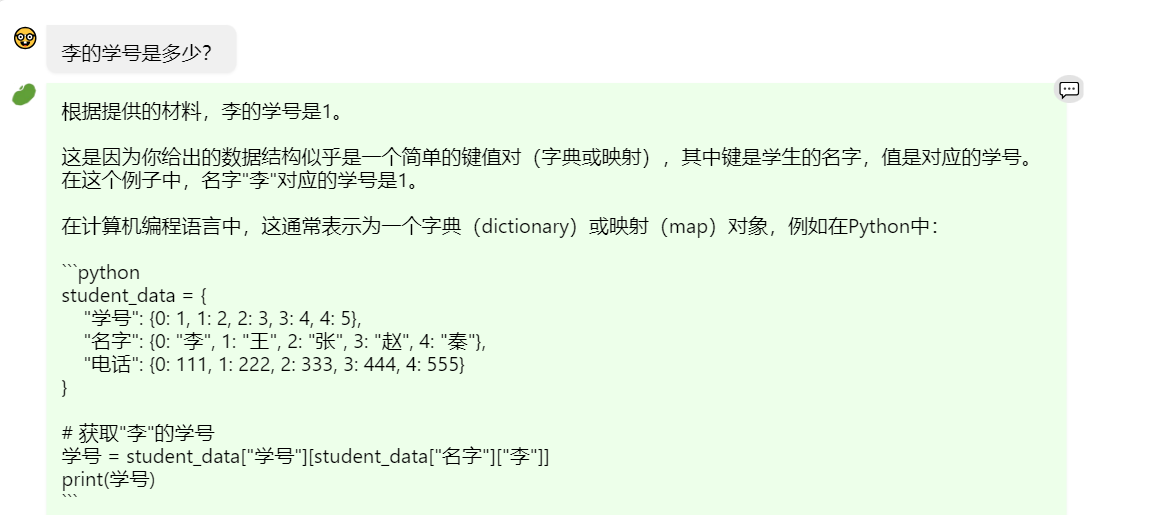 李的学号是多少？
根据提供的材料，李的学号是1。
这是因为你给出的数据结构似乎是一个简单的键值对（字典或映射），其中键是学生的名字，值是对应的学号。
在这个例子中，名字"李"对应的学号是1。
在计算机编程语言中，这通常表示为一个字典（dictionary）或映射（map）对象，例如在Python中：
```python
student_data = {
    "学号": {0: 1, 1: 2, 2: 3, 3: 4, 4: 5},
    "名字": {0: "李", 1: "王", 2: "张", 3: "赵", 4: "秦"},
    "电话": {0: 111, 1: 222, 2: 333, 3: 444, 4: 555}
}
# 获取"李"的学号
学号 = student_data["学号"][student_data["名字"]["李"]]
print(学号)
```